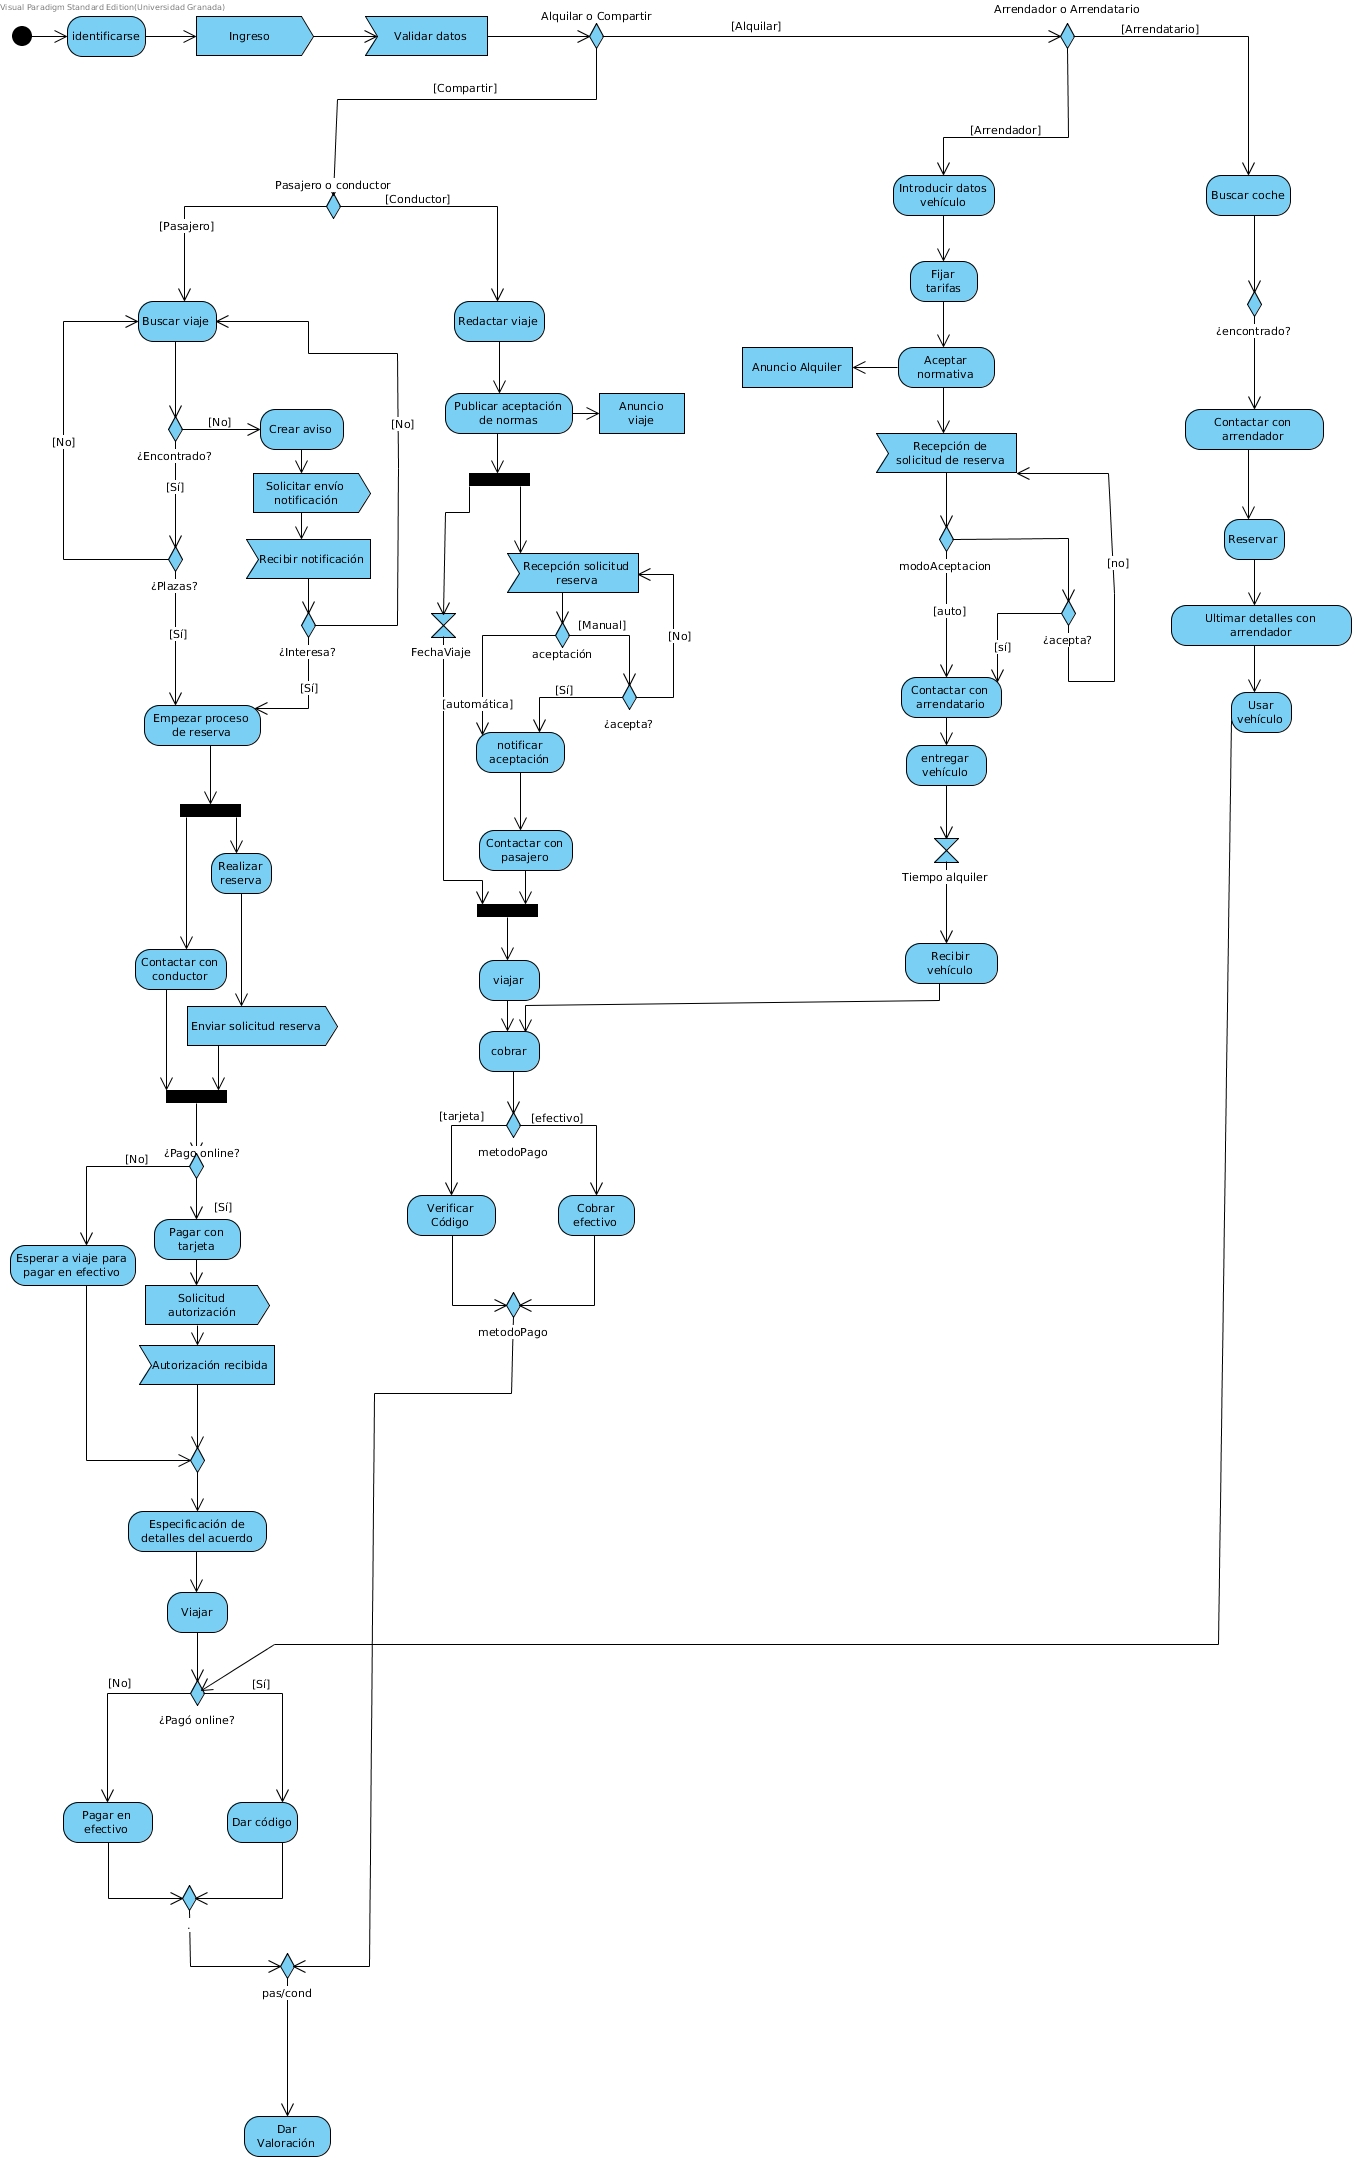 Visual Paradigm Standard Edition(Universidad Granada)
Alquilar o Compartir
Arrendador o Arrendatario
identificarse
Ingreso
Validar datos
[Alquilar]
[Arrendatario]
[Compartir]
[Arrendador]
Pasajero o conductor
[Conductor]
[Pasajero]
Introducir datos
vehículo
Buscar coche
Fijar
tarifas
Buscar viaje
Redactar viaje
¿encontrado?
Anuncio Alquiler
Aceptar
normativa
Publicar aceptación
de normas
Anuncio
viaje
[No]
Crear aviso
[No]
Contactar con
arrendador
[No]
¿Encontrado?
Recepción de
solicitud de reserva
[Sí]
Solicitar envío
notificación
Reservar
Recibir notificación
Recepción solicitud
reserva
modoAceptacion
[no]
¿Plazas?
[auto]
Ultimar detalles con
arrendador
[Sí]
¿Interesa?
FechaViaje
[Manual]
aceptación
[No]
[sí]
¿acepta?
[Sí]
[Sí]
Contactar con
arrendatario
[automática]
¿acepta?
Usar
vehículo
Empezar proceso
de reserva
notificar
aceptación
entregar
vehículo
Contactar con
pasajero
Realizar
reserva
Tiempo alquiler
Contactar con
conductor
viajar
Recibir
vehículo
Enviar solicitud reserva
cobrar
[tarjeta]
[efectivo]
¿Pago online?
[No]
metodoPago
[Sí]
Verificar
Código
Cobrar
efectivo
Pagar con
tarjeta
Esperar a viaje para
pagar en efectivo
Solicitud
autorización
metodoPago
Autorización recibida
Especificación de
detalles del acuerdo
Viajar
[No]
[Sí]
¿Pagó online?
Pagar en
efectivo
Dar código
.
pas/cond
Dar
Valoración